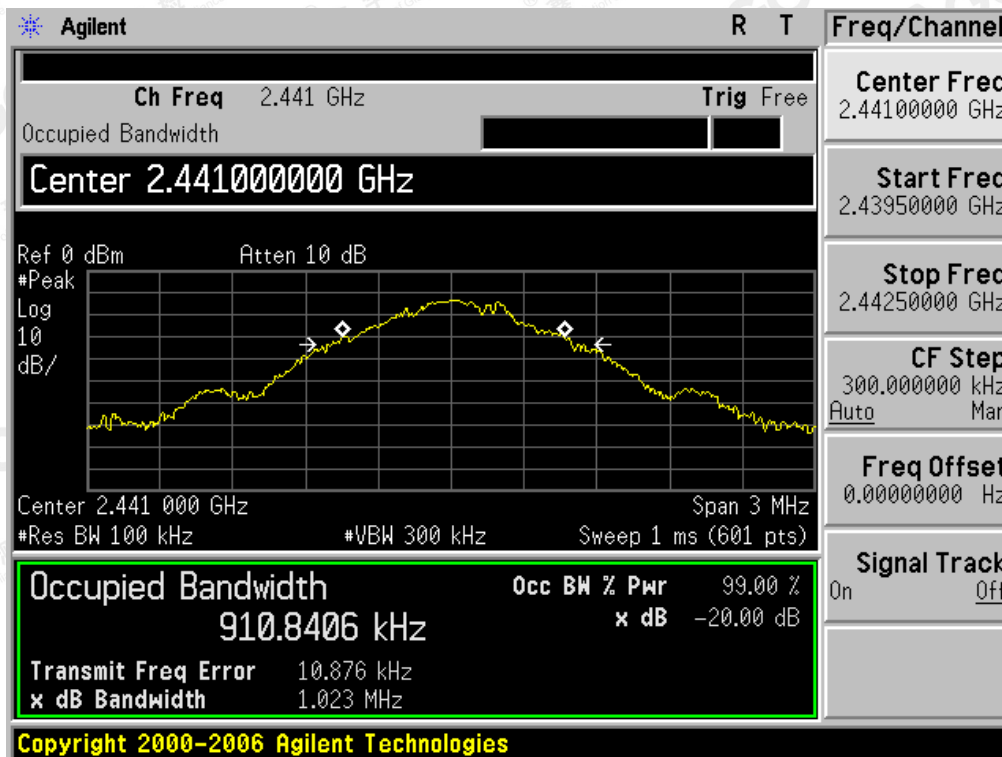 Agilent R T
Freq/Channel
Ch Freq 2.441 GHz Trig Free
Occupied Bandwidth
Center 2.441000000 GHz
Ref 0 dBm Atten 10 dB
#Peak
Log
10
dB/
Center 2.441 000 GHz Span 3 MHz
#Res BW 100 kHz #VBW 300 kHz Sweep 1 ms (601 pts)
Occupied Bandwidth
910.8406 kHz
Occ BW % Pwr 99.00 %
x dB -20.00 dB
Transmit Freq Error 10.876 kHz
x dB Bandwidth 1.023 MHz
Center Freq
2.44100000 GHz
Start Freq
2.43950000 GHz
Stop Freq
2.44250000 GHz
CF Step
300.000000 kHz
Auto Man
Freq Offset
0.00000000 Hz
Signal Track
On Off
Copyright 2000-2006 Agilent Technologies